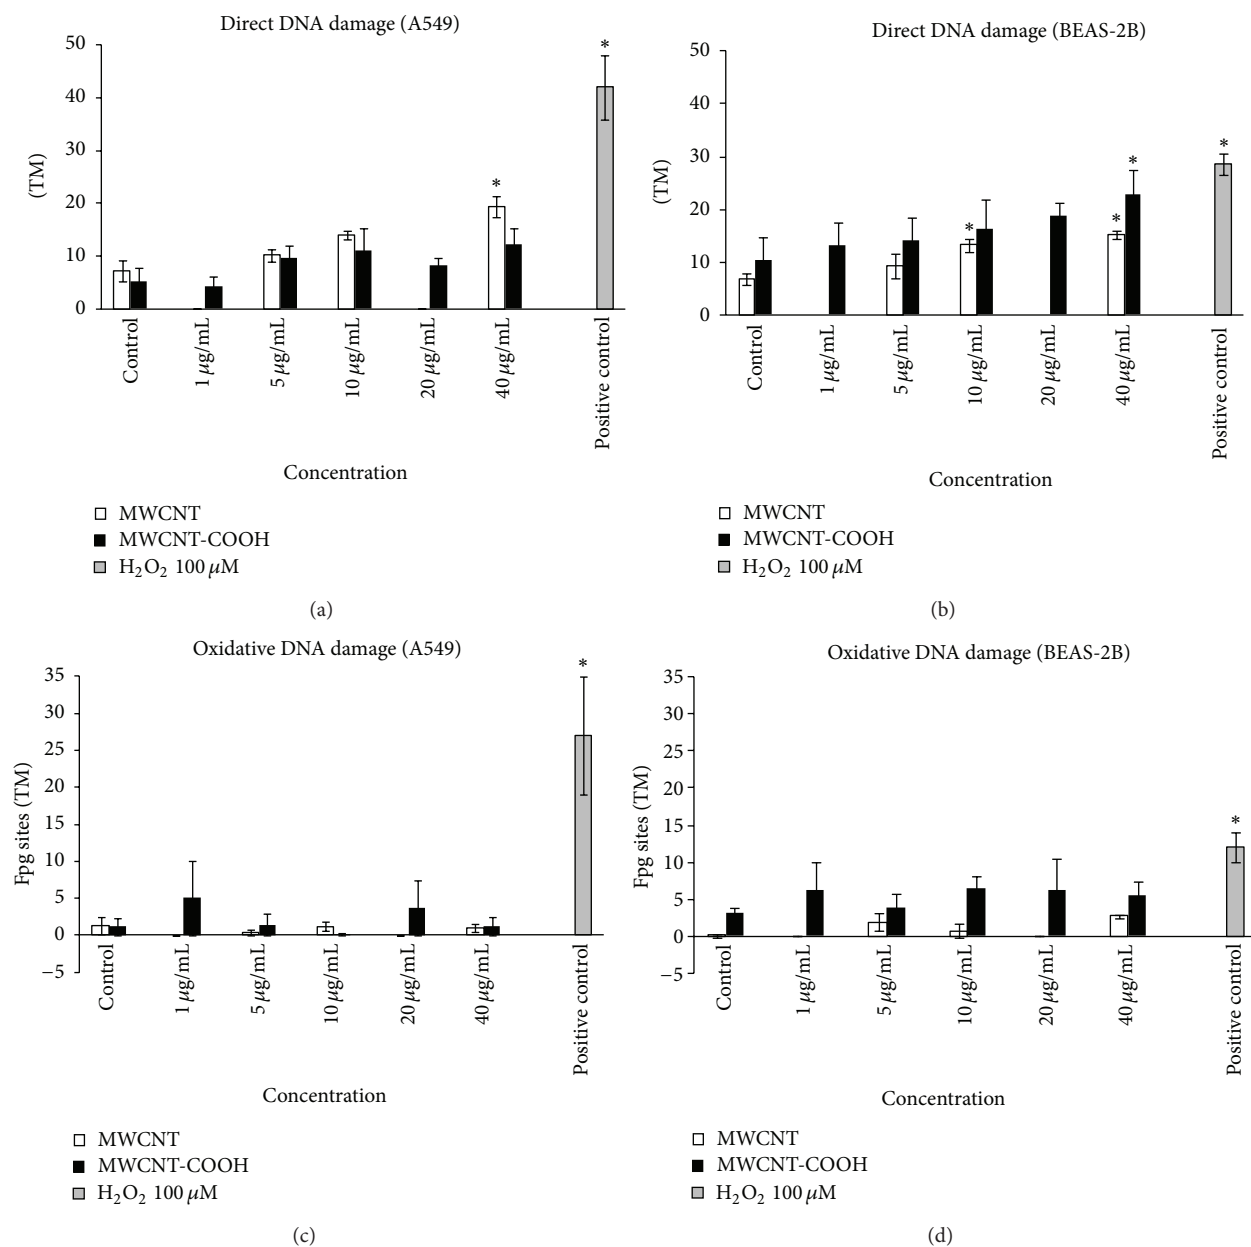 Direct DNA damage (A549)
50
40
30
20
10
0
(TM)
*
*
Control
1 µg/mL
5 µg/mL
10 µg/mL
20 µg/mL
40 µg/mL
Positive control
Concentration
MWCNT
MWCNT-COOH
H₂O₂ 100 µM
(a)
Direct DNA damage (BEAS-2B)
50
40
30
20
10
0
(TM)
*
*
*
*
Control
1 µg/mL
5 µg/mL
10 µg/mL
20 µg/mL
40 µg/mL
Positive control
Concentration
MWCNT
MWCNT-COOH
H₂O₂ 100 µM
(b)
Oxidative DNA damage (A549)
35
30
25
20
15
10
5
0
−5
Fpg sites (TM)
*
Control
1 µg/mL
5 µg/mL
10 µg/mL
20 µg/mL
40 µg/mL
Positive control
Concentration
MWCNT
MWCNT-COOH
H₂O₂ 100 µM
(c)
Oxidative DNA damage (BEAS-2B)
35
30
25
20
15
10
5
0
−5
Fpg sites (TM)
*
Control
1 µg/mL
5 µg/mL
10 µg/mL
20 µg/mL
40 µg/mL
Positive control
Concentration
MWCNT
MWCNT-COOH
H₂O₂ 100 µM
(d)